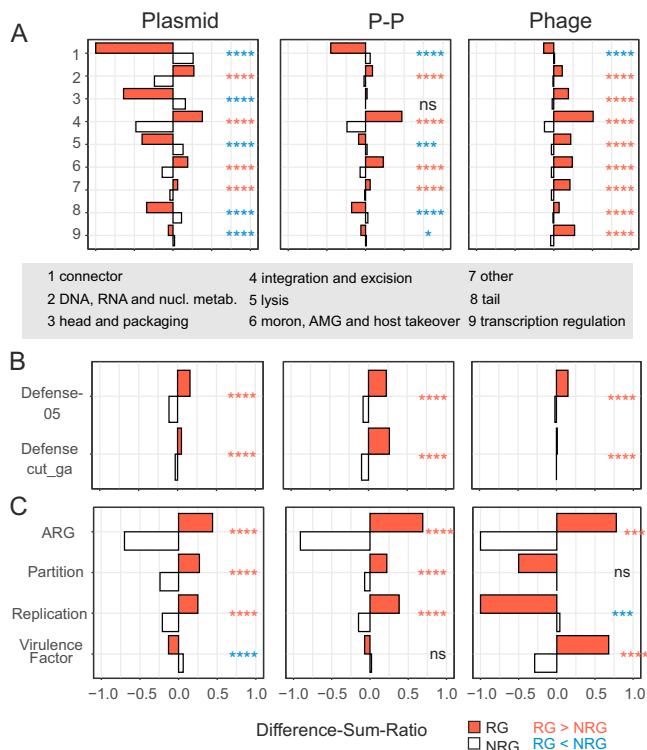 A
Plasmid P-P Phage
1 **** **** ****
2 **** **** ****
3 **** ns ****
4 **** **** ****
5 **** *** ****
6 **** **** ****
7 **** **** ****
8 **** **** ****
9 **** * ****
1 connector 4 integration and excision 7 other
2 DNA, RNA and nucl. metab. 5 lysis 8 tail
3 head and packaging 6 moron, AMG and host takeover 9 transcription regulation
B
Defense-
05 **** **** ****
Defense
cut_ga **** **** ****
C
ARG **** **** ***
Partition **** **** ns
Replication **** **** ***
Virulence
Factor **** ns ****
−1.0 −0.5 0.0 0.5 1.0 −1.0 −0.5 0.0 0.5 1.0 −1.0 −0.5 0.0 0.5 1.0
Difference-Sum-Ratio
RG RG > NRG
NRG RG < NRG